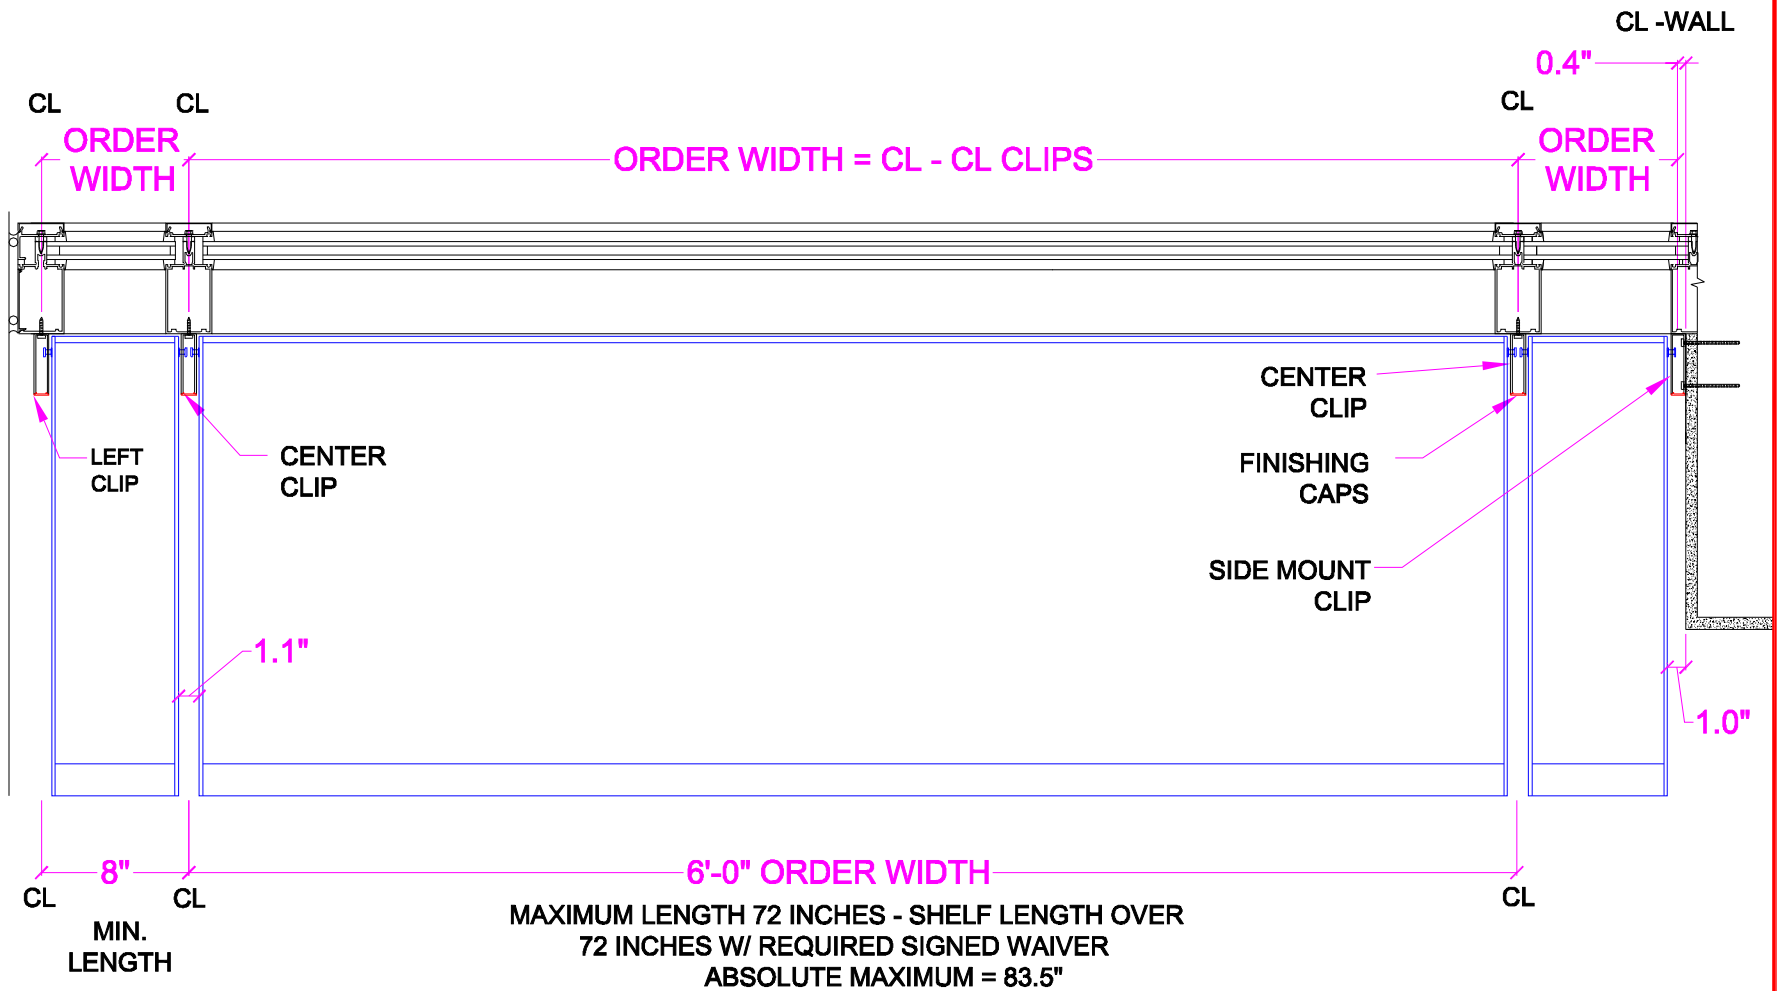 CL -WALL
0.4"
CL
CL
CL
ORDER
WIDTH
ORDER WIDTH = CL - CL CLIPS
ORDER
WIDTH
CENTER
CLIP
LEFT
CLIP
CENTER
CLIP
FINISHING
CAPS
SIDE MOUNT
CLIP
1.1"
1.0"
8"
6'-0" ORDER WIDTH
CL
CL
CL
MIN.
LENGTH
MAXIMUM LENGTH 72 INCHES - SHELF LENGTH OVER
72 INCHES W/ REQUIRED SIGNED WAIVER
ABSOLUTE MAXIMUM = 83.5"